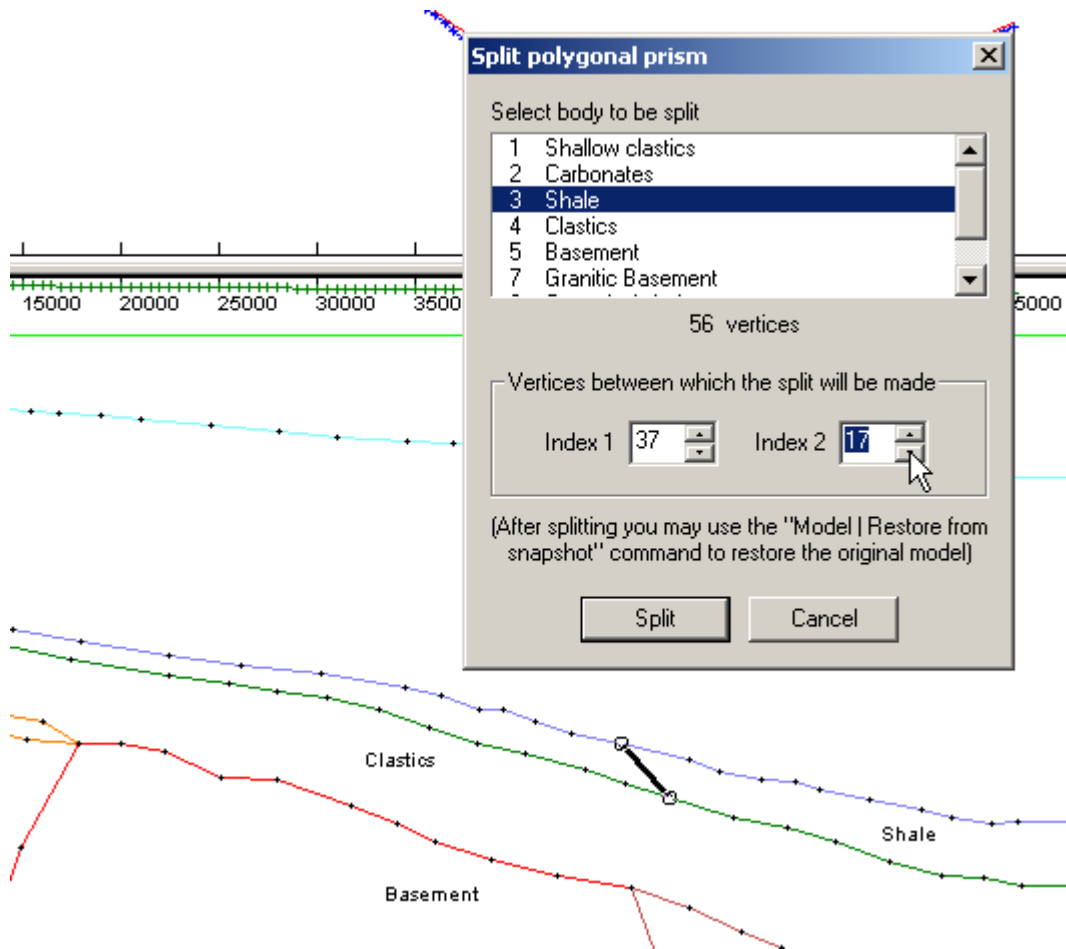 Split polygonal prism
Select body to be split
1 Shallow clastics
2 Carbonates
3 Shale
4 Clastics
5 Basement
7 Granitic Basement
15000 20000 25000 30000 3500 5000
56 vertices
Vertices between which the split will be made
Index 1 37 Index 2 17
(After splitting you may use the "Model | Restore from
snapshot" command to restore the original model)
Split Cancel
Clastics
Shale
Basement